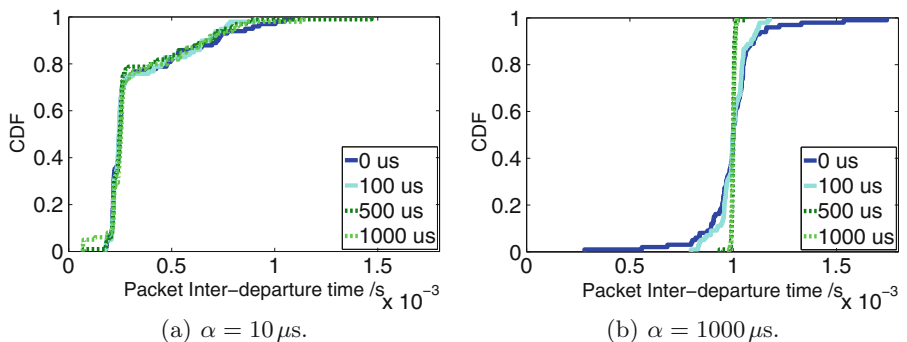 1
0.8
0.6
0.4
0.2
0
CDF
0 us
100 us
500 us
1000 us
0 0.5 1 1.5
Packet Inter-departure time /s
x 10⁻³
(a) α = 10 μs.
1
0.8
0.6
0.4
0.2
0
CDF
0 us
100 us
500 us
1000 us
0 0.5 1 1.5
Packet Inter-departure time /s
x 10⁻³
(b) α = 1000 μs.